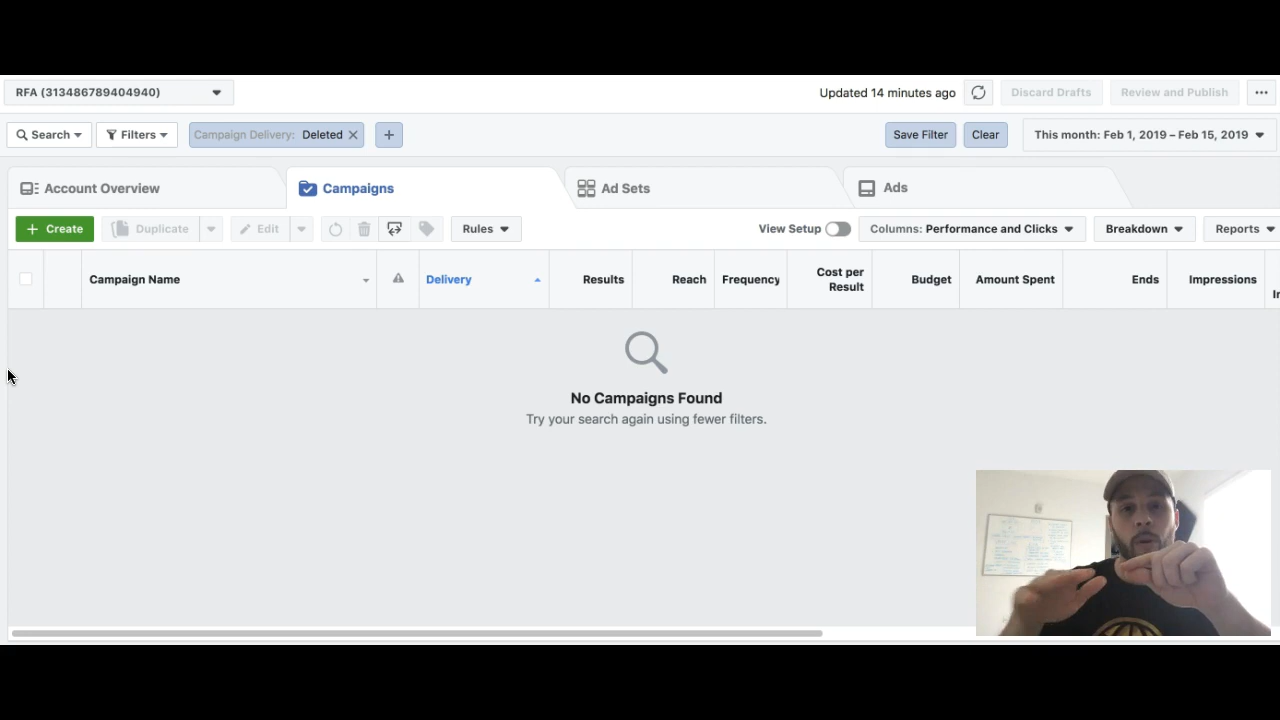 RFA (313486789404940)
Updated 14 minutes ago
Discard Drafts
Review and Publish
Search
Filters
Campaign Delivery: Deleted
Save Filter
Clear
This month: Feb 1, 2019 – Feb 15, 2019
Account Overview
Campaigns
Ad Sets
Ads
+ Create
Duplicate
Edit
Rules
View Setup
Columns: Performance and Clicks
Breakdown
Reports
Campaign Name
Delivery
Results
Reach
Frequency
Cost per
Result
Budget
Amount Spent
Ends
Impressions
No Campaigns Found
Try your search again using fewer filters.